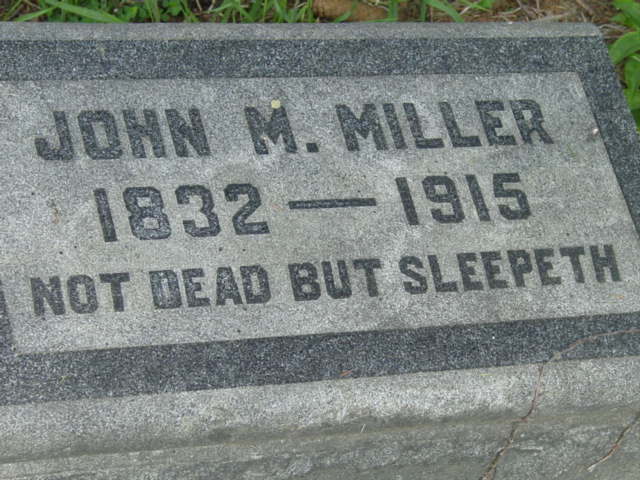 JOHN M. MILLER
1832 — 1915
NOT DEAD BUT SLEEPETH